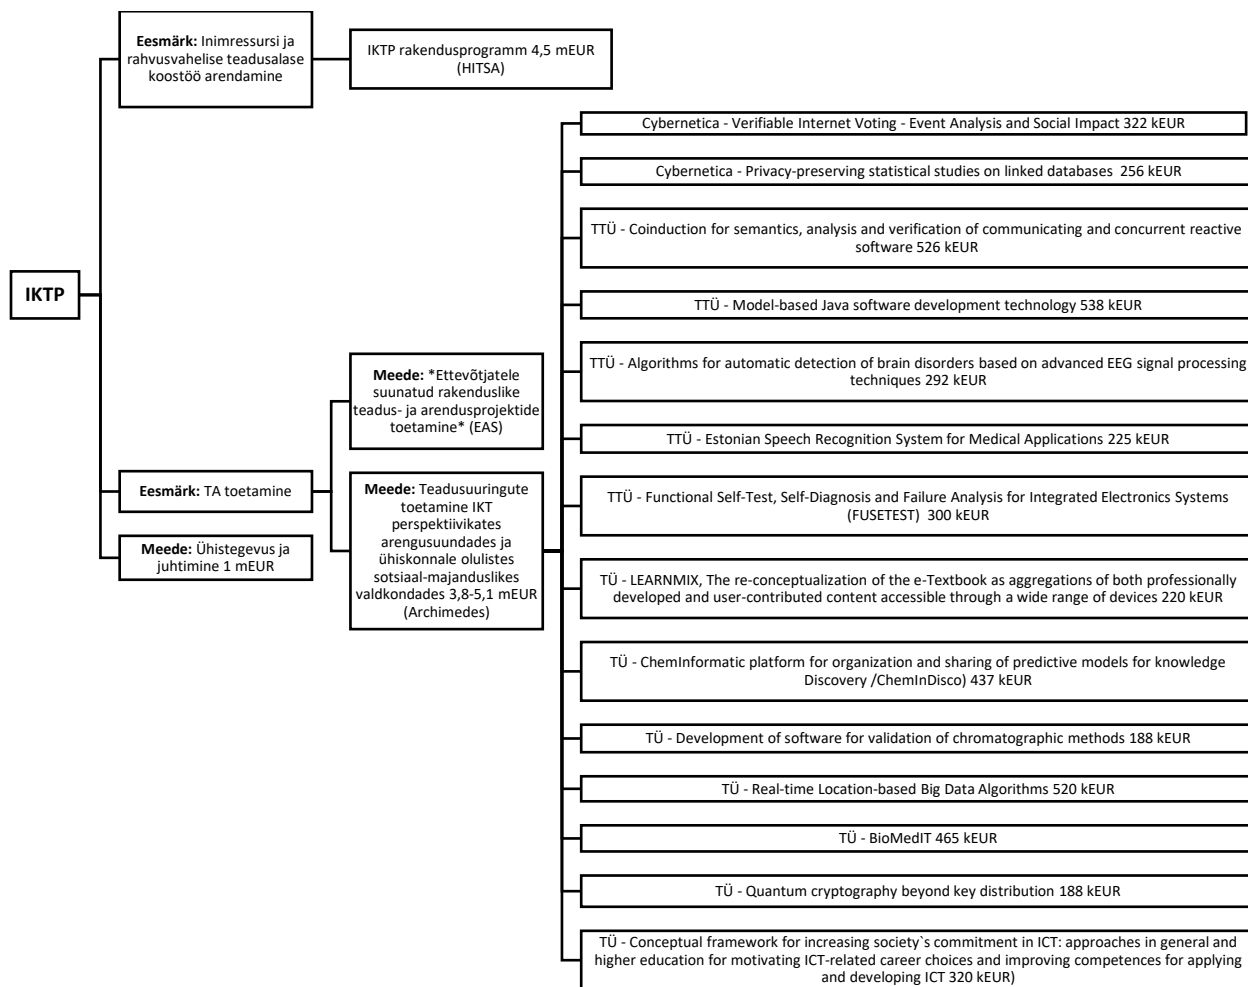 Eesmärk: Inimressursi ja
rahvusvahelise teadusalase
koostöö arendamine
IKTP rakendusprogramm 4,5 mEUR
(HITSA)
IKTP
Eesmärk: TA toetamine
Meede: Ühistegevus ja
juhtimine 1 mEUR
Meede: *Ettevõtjatele
suunatud rakenduslike
teadus- ja arendusprojektide
toetamine* (EAS)
Meede: Teadusuuringute
toetamine IKT
perspektiivikates
arengusuundades ja
ühiskonnale olulistes
sotsiaal-majanduslikes
valdkondades 3,8-5,1 mEUR
(Archimedes)
Cybernetica - Verifiable Internet Voting - Event Analysis and Social Impact 322 kEUR
Cybernetica - Privacy-preserving statistical studies on linked databases 256 kEUR
TTÜ - Coinduction for semantics, analysis and verification of communicating and concurrent reactive
software 526 kEUR
TTÜ - Model-based Java software development technology 538 kEUR
TTÜ - Algorithms for automatic detection of brain disorders based on advanced EEG signal processing
techniques 292 kEUR
TTÜ - Estonian Speech Recognition System for Medical Applications 225 kEUR
TTÜ - Functional Self-Test, Self-Diagnosis and Failure Analysis for Integrated Electronics Systems
(FUSETEST) 300 kEUR
TÜ - LEARNMIX, The re-conceptualization of the e-Textbook as aggregations of both professionally
developed and user-contributed content accessible through a wide range of devices 220 kEUR
TÜ - ChemInformatic platform for organization and sharing of predictive models for knowledge
Discovery /ChemInDisco) 437 kEUR
TÜ - Development of software for validation of chromatographic methods 188 kEUR
TÜ - Real-time Location-based Big Data Algorithms 520 kEUR
TÜ - BioMedIT 465 kEUR
TÜ - Quantum cryptography beyond key distribution 188 kEUR
TÜ - Conceptual framework for increasing society`s commitment in ICT: approaches in general and
higher education for motivating ICT-related career choices and improving competences for applying
and developing ICT 320 kEUR)